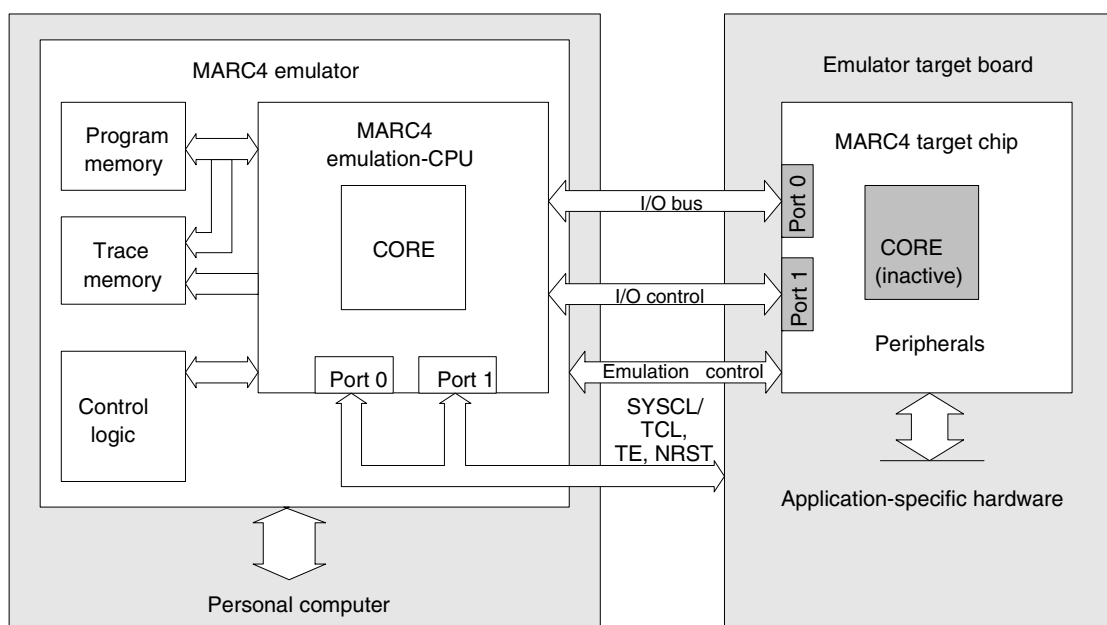 MARC4 emulator
Program
memory
Trace
memory
Control
logic
MARC4
emulation-CPU
CORE
Port 0
Port 1
I/O bus
I/O control
Emulation control
SYSCL/
TCL,
TE, NRST
Personal computer
Emulator target board
MARC4 target chip
Port 0
Port 1
CORE
(inactive)
Peripherals
Application-specific hardware